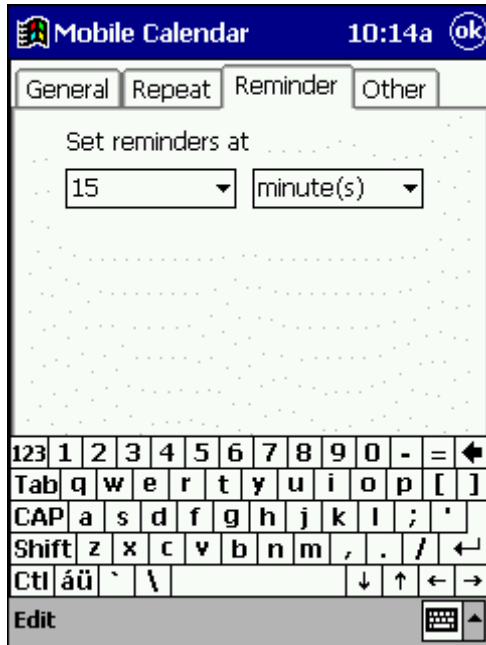 Mobile Calendar 10:14a ok
General Repeat Reminder Other
Set reminders at
15 minute(s)
123 1 2 3 4 5 6 7 8 9 0 - =
Tab q w e r t y u i o p [ ]
CAP a s d f g h j k l ; '
Shift z x c v b n m , . /
Ctl áü ` \ ↓ ↑ ← →
Edit